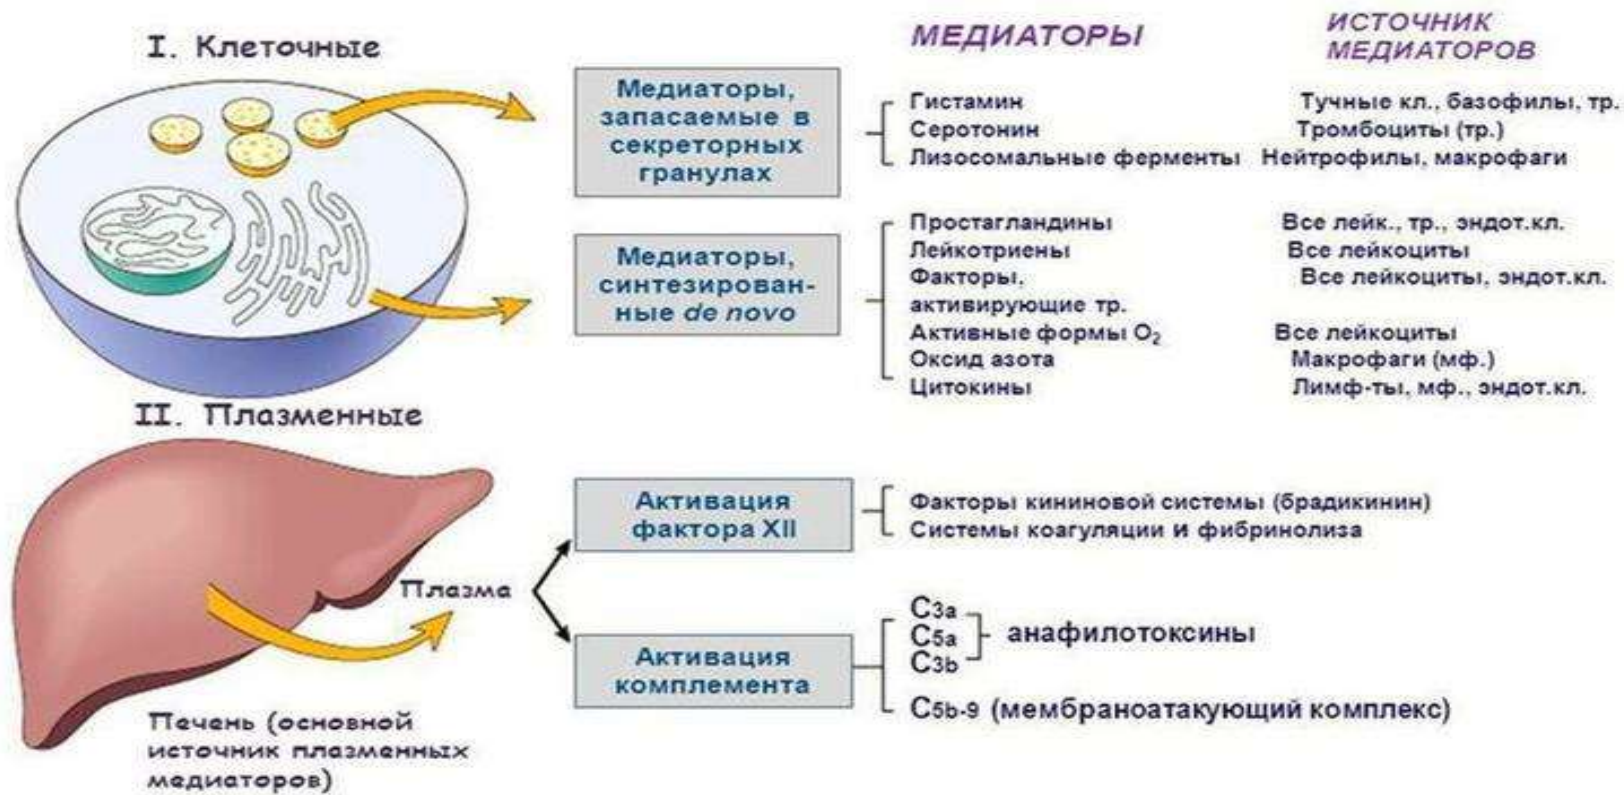 I. Клеточные
МЕДИАТОРЫ
ИСТОЧНИК
МЕДИАТОРОВ
Медиаторы,
запасаемые в
секреторных
гранулах
Гистамин Тучные кл., базофилы, тр.
Серотонин Тромбоциты (тр.)
Лизосомальные ферменты Нейтрофилы, макрофаги
Медиаторы,
синтезирован-
ные de novo
Простагландины Все лейк., тр., эндот.кл.
Лейкотриены Все лейкоциты
Факторы, Все лейкоциты, эндот.кл.
активирующие тр.
Активные формы O₂ Все лейкоциты
Оксид азота Макрофаги (мф.)
Цитокины Лимф-ты, мф., эндот.кл.
II. Плазменные
Плазма
Печень (основной
источник плазменных
медиаторов)
Активация
фактора XII
Факторы кининовой системы (брадикинин)
Системы коагуляции и фибринолиза
Активация
комплемента
C3a
C5a анафилотоксины
C3b
C5b-9 (мембраноатакующий комплекс)